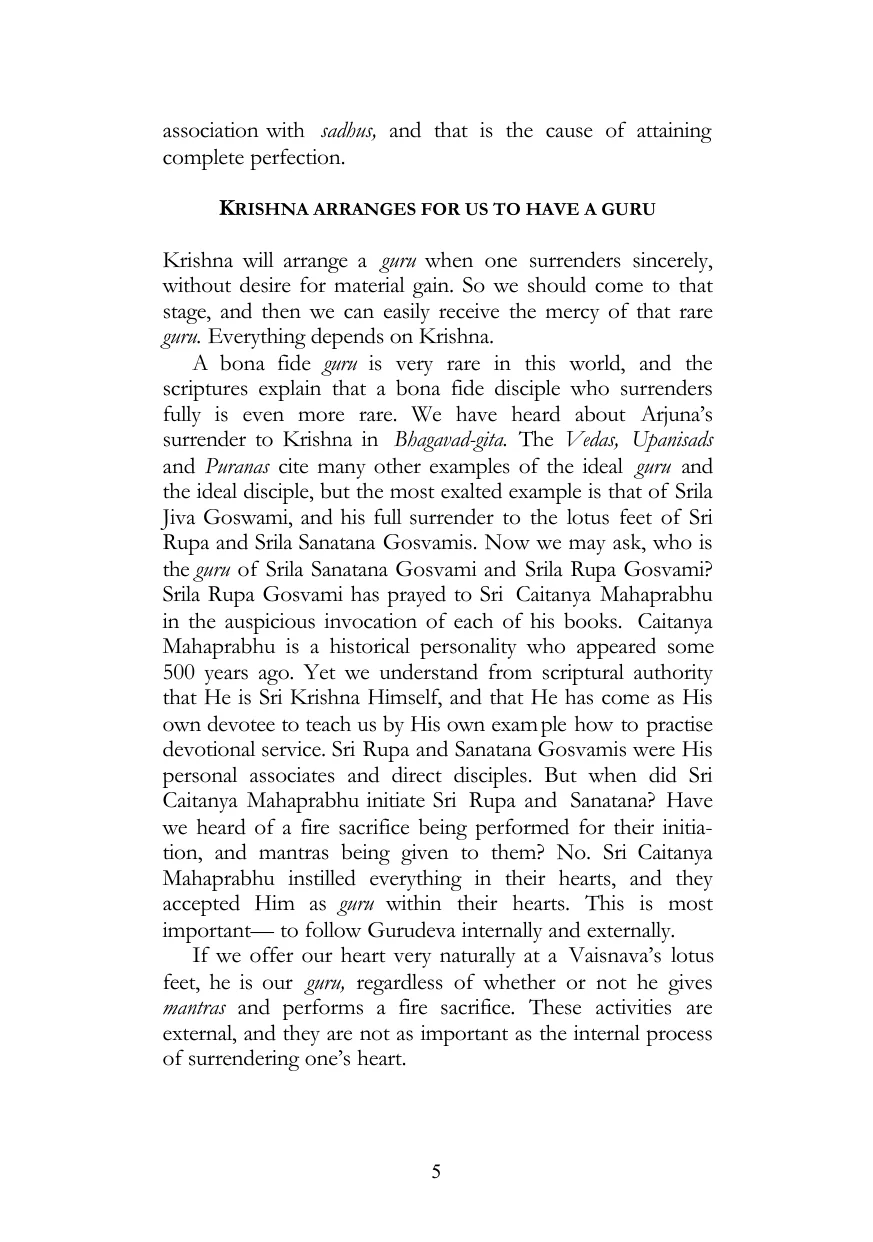 association with sadhus, and that is the cause of attaining
complete perfection.
KRISHNA ARRANGES FOR US TO HAVE A GURU
Krishna will arrange a guru when one surrenders sincerely,
without desire for material gain. So we should come to that
stage, and then we can easily receive the mercy of that rare
guru. Everything depends on Krishna.
A bona fide guru is very rare in this world, and the
scriptures explain that a bona fide disciple who surrenders
fully is even more rare. We have heard about Arjuna’s
surrender to Krishna in Bhagavad-gita. The Vedas, Upanisads
and Puranas cite many other examples of the ideal guru and
the ideal disciple, but the most exalted example is that of Srila
Jiva Goswami, and his full surrender to the lotus feet of Sri
Rupa and Srila Sanatana Gosvamis. Now we may ask, who is
the guru of Srila Sanatana Gosvami and Srila Rupa Gosvami?
Srila Rupa Gosvami has prayed to Sri Caitanya Mahaprabhu
in the auspicious invocation of each of his books. Caitanya
Mahaprabhu is a historical personality who appeared some
500 years ago. Yet we understand from scriptural authority
that He is Sri Krishna Himself, and that He has come as His
own devotee to teach us by His own example how to practise
devotional service. Sri Rupa and Sanatana Gosvamis were His
personal associates and direct disciples. But when did Sri
Caitanya Mahaprabhu initiate Sri Rupa and Sanatana? Have
we heard of a fire sacrifice being performed for their initia-
tion, and mantras being given to them? No. Sri Caitanya
Mahaprabhu instilled everything in their hearts, and they
accepted Him as guru within their hearts. This is most
important— to follow Gurudeva internally and externally.
If we offer our heart very naturally at a Vaisnava’s lotus
feet, he is our guru, regardless of whether or not he gives
mantras and performs a fire sacrifice. These activities are
external, and they are not as important as the internal process
of surrendering one’s heart.
5